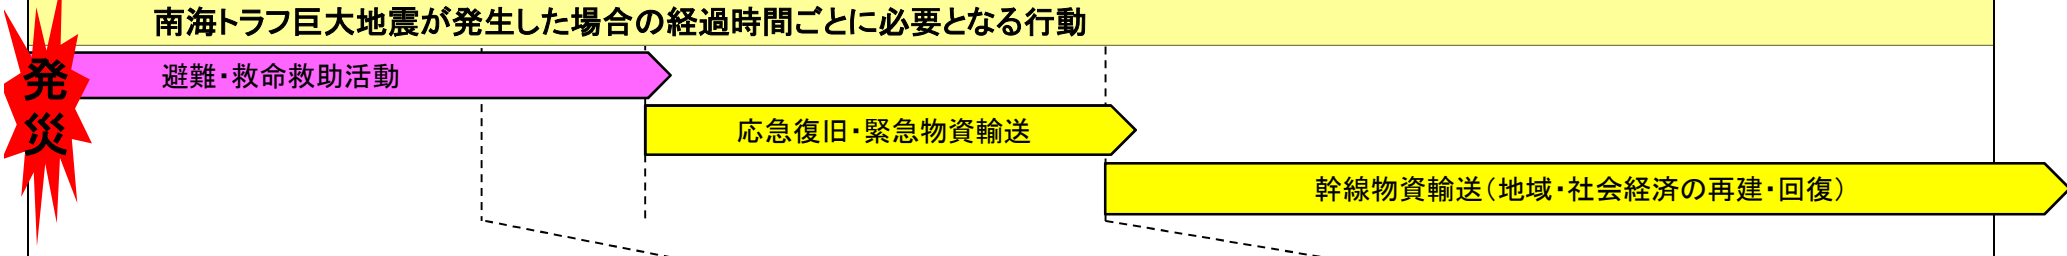 南海トラフ巨大地震が発生した場合の経過時間ごとに必要となる行動
発災
避難・救命救助活動
応急復旧・緊急物資輸送
幹線物資輸送（地域・社会経済の再建・回復）